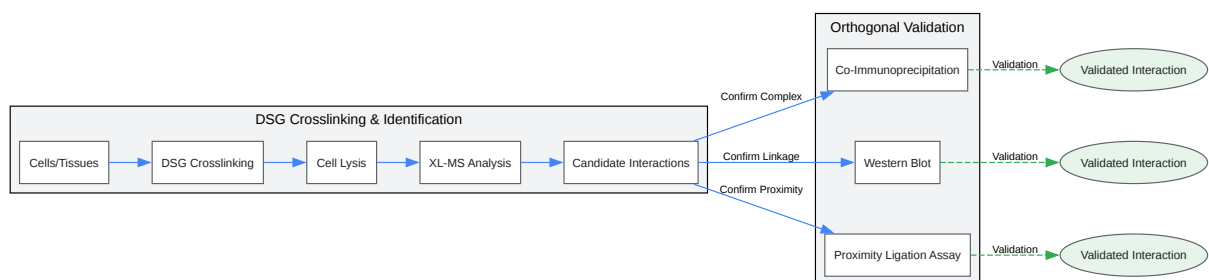 Orthogonal Validation
Co-Immunoprecipitation
Validation
Validated Interaction
Confirm Complex
DSG Crosslinking & Identification
Cells/Tissues
DSG Crosslinking
Cell Lysis
XL-MS Analysis
Candidate Interactions
Confirm Linkage
Western Blot
Validation
Validated Interaction
Confirm Proximity
Proximity Ligation Assay
Validation
Validated Interaction